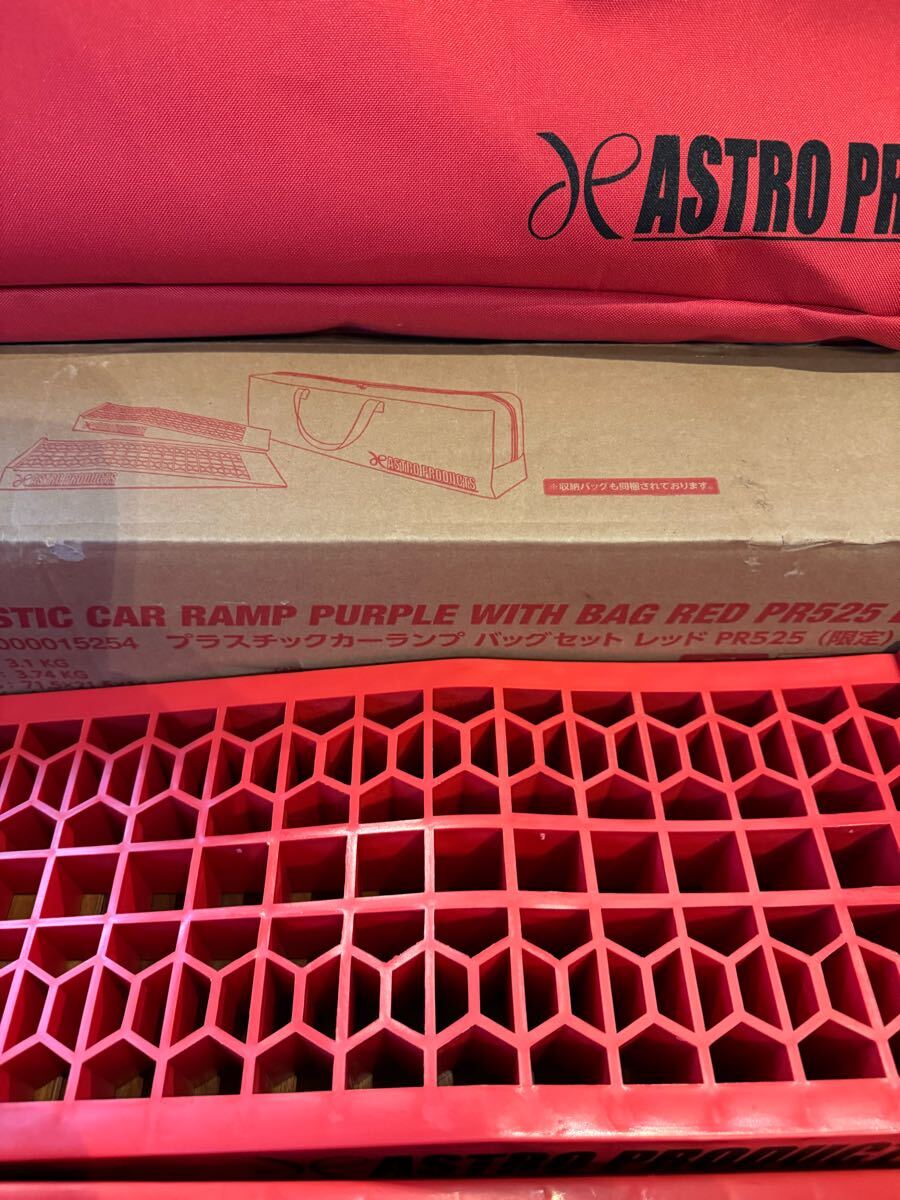 ASTRO PR
ASTRO PRODUCTS
ASTRO PRODUCTS
※収納バッグも同梱されております。
STIC CAR RAMP PURPLE WITH BAG RED PR525
000015254 プラスチックカーランプ バッグセット レッド PR525 (限定)
3.1 KG
: 3.74 KG
ASTRO PRODUCT